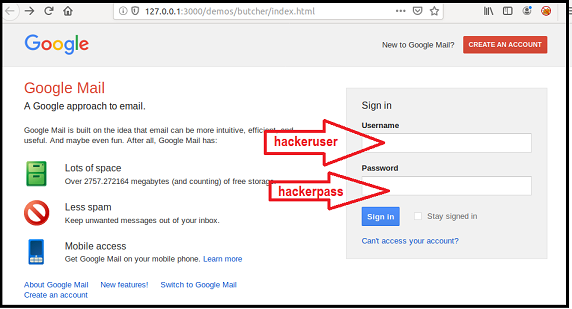 127.0.0.1:3000/demos/butcher/index.html
Google
New to Google Mail? CREATE AN ACCOUNT
Google Mail
A Google approach to email.
Google Mail is built on the idea that email can be more intuitive, efficient, and
useful. And maybe even fun. After all, Google Mail has:
Lots of space
Over 2757.272164 megabytes (and counting) of free storage.
Less spam
Keep unwanted messages out of your inbox.
Mobile access
Get Google Mail on your mobile phone. Learn more
About Google Mail New features! Switch to Google Mail
Create an account
Sign in
Username
hackeruser
Password
hackerpass
Sign in Stay signed in
Can't access your account?